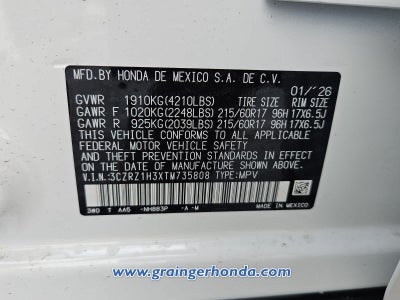 MFD.BY HONDA DE MEXICO S.A. DE C.V.
01/'26
GVWR 1910KG(4210LBS) TIRE SIZE RIM SIZE
GAWR F 1020KG(2248LBS) 215/60R17 96H 17X6.5J
GAWR R 925KG(2039LBS) 215/60R17 96H 17X6.5J
THIS VEHICLE CONFORMS TO ALL APPLICABLE
FEDERAL MOTOR VEHICLE SAFETY STANDARDS IN
EFFECT ON THE DATE OF MANUFACTURE SHOWN ABOVE.
V.I.N.:3CZRZ1H3XTM735808 TYPE:MPV
3W0 T AA5 -NH883P -A -M
MADE IN
MEXICO
www.graingerhonda.com